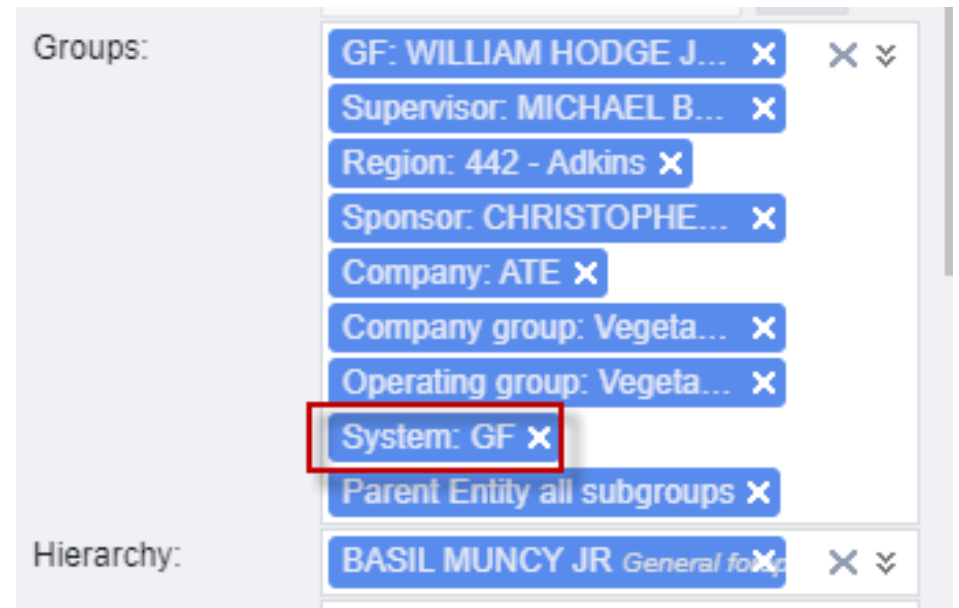 Groups:
GF: WILLIAM HODGE J...
Supervisor: MICHAEL B...
Region: 442 - Adkins
Sponsor: CHRISTOPHE...
Company: ATE
Company group: Vegeta...
Operating group: Vegeta...
System: GF
Parent Entity all subgroups
Hierarchy:
BASIL MUNCY JR General